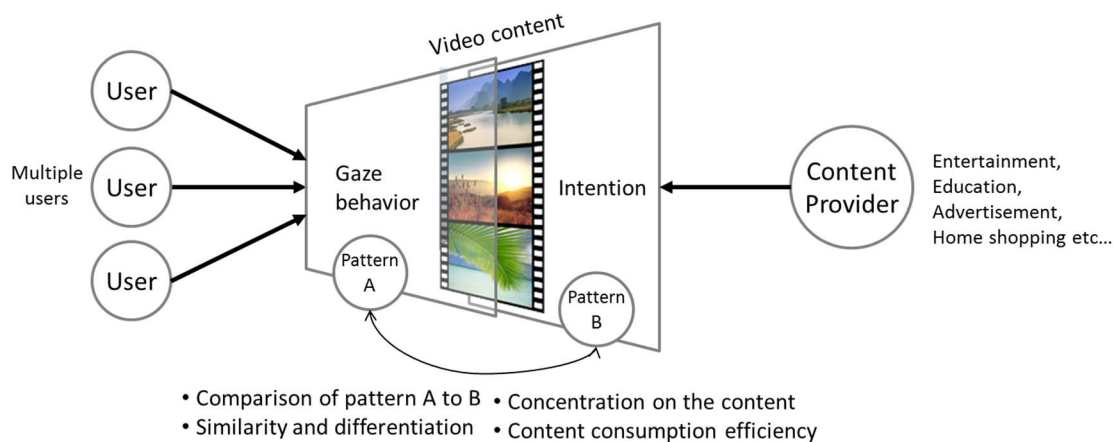 Video content
User
Multiple
users
User
User
Gaze
behavior
Pattern
A
Intention
Pattern
B
Content
Provider
Entertainment,
Education,
Advertisement,
Home shopping etc...
• Comparison of pattern A to B
• Similarity and differentiation
• Concentration on the content
• Content consumption efficiency